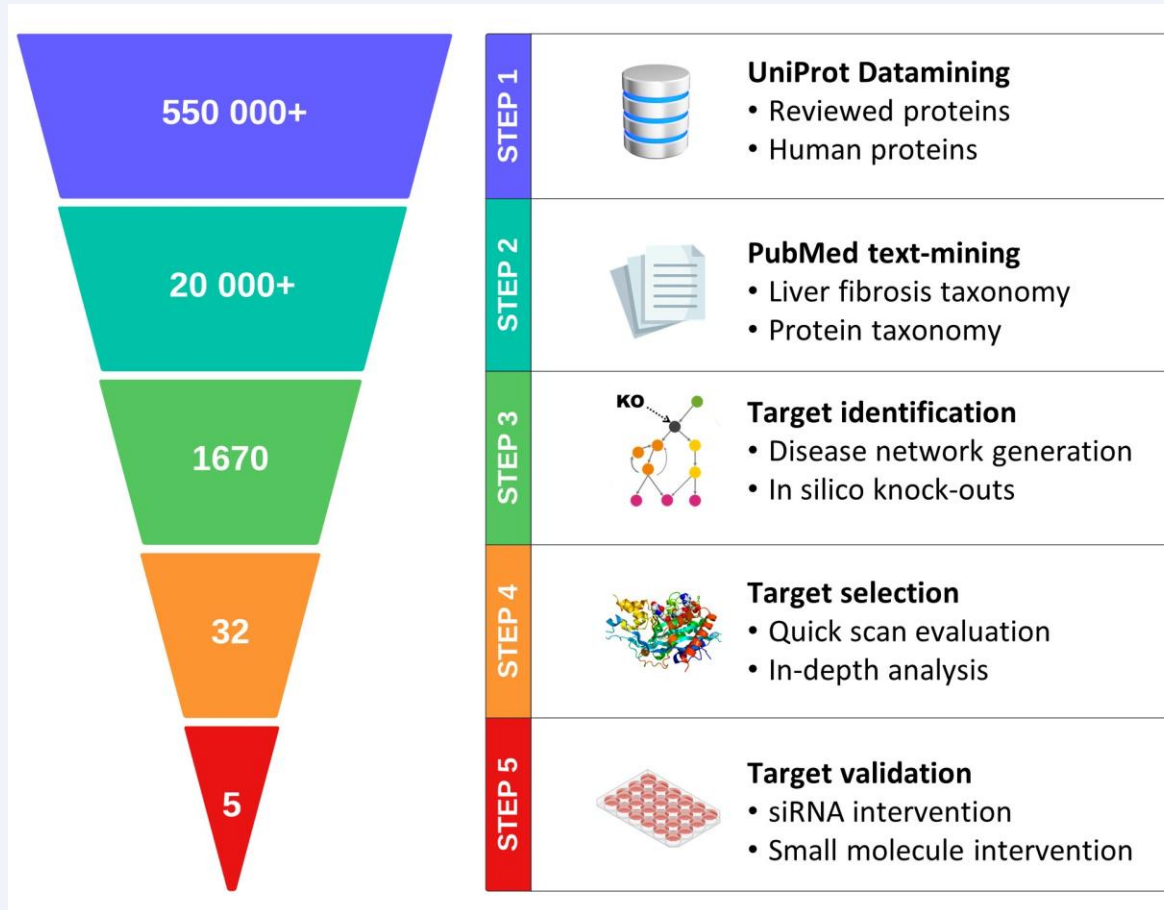 550 000+
STEP 1
UniProt Datamining
• Reviewed proteins
• Human proteins
20 000+
STEP 2
PubMed text-mining
• Liver fibrosis taxonomy
• Protein taxonomy
1670
STEP 3
KO
Target identification
• Disease network generation
• In silico knock-outs
32
STEP 4
Target selection
• Quick scan evaluation
• In-depth analysis
5
STEP 5
Target validation
• siRNA intervention
• Small molecule intervention